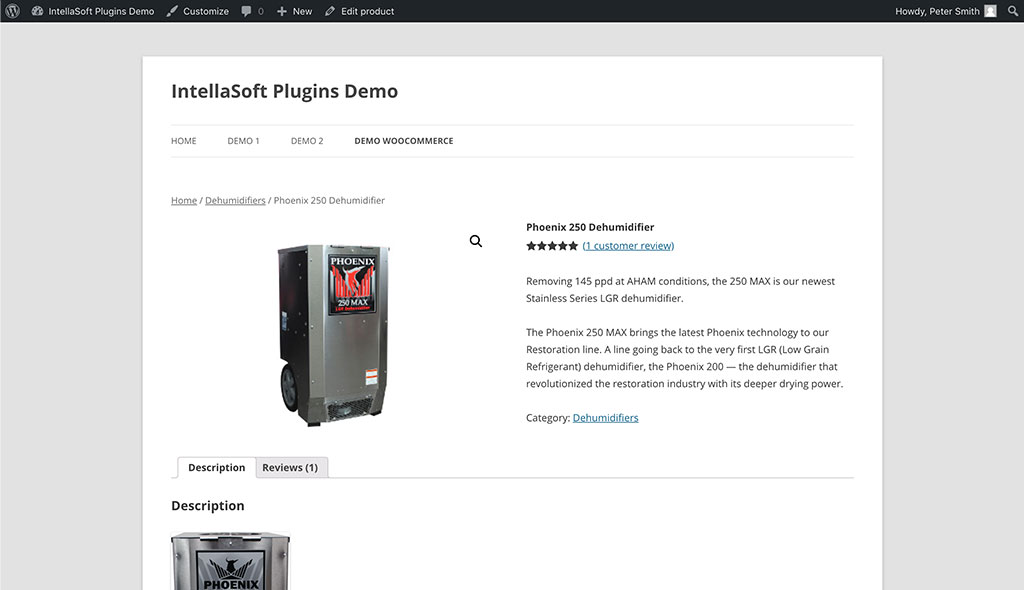 IntellaSoft Plugins Demo Customize 0 New Edit product Howdy, Peter Smith
IntellaSoft Plugins Demo
HOME DEMO 1 DEMO 2 DEMO WOOCOMMERCE
Home / Dehumidifiers / Phoenix 250 Dehumidifier
PHOENIX
250 MAX
LGR Dehumidifier
Phoenix 250 Dehumidifier
(1 customer review)
Removing 145 ppd at AHAM conditions, the 250 MAX is our newest
Stainless Series LGR dehumidifier.
The Phoenix 250 MAX brings the latest Phoenix technology to our
Restoration line. A line going back to the very first LGR (Low Grain
Refrigerant) dehumidifier, the Phoenix 200 — the dehumidifier that
revolutionized the restoration industry with its deeper drying power.
Category: Dehumidifiers
Description Reviews (1)
Description
PHOENIX